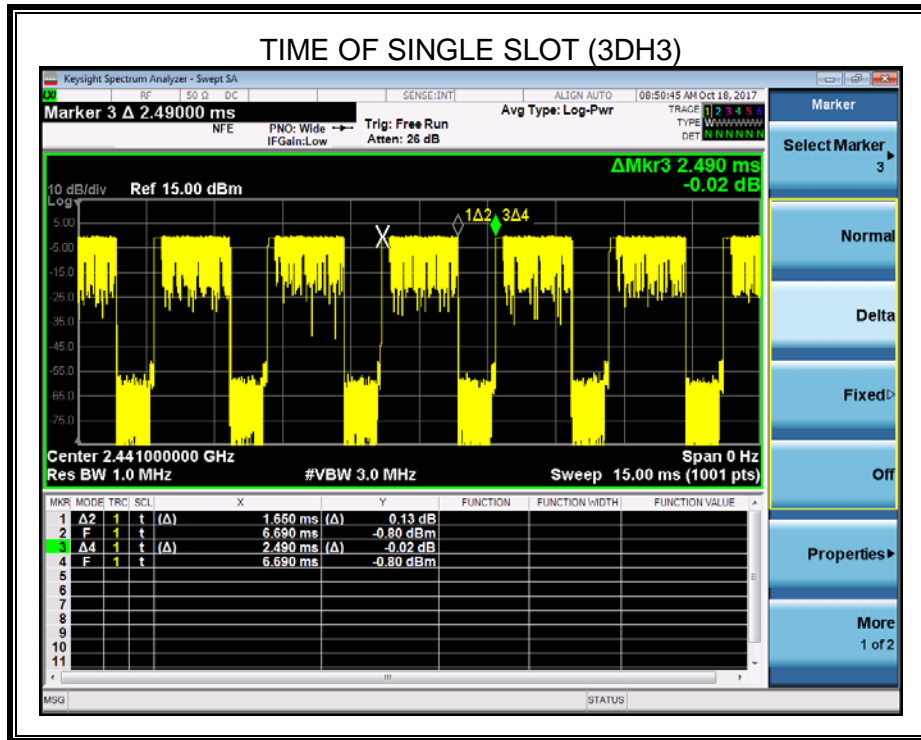 TIME OF SINGLE SLOT (3DH3)
Keysight Spectrum Analyzer - Swept SA
LXI RF 50 Ω DC SENSE:INT ALIGN AUTO 08:50:45 AM Oct 18, 2017
Marker 3 Δ 2.49000 ms
NFE PNO: Wide IFGain:Low
Trig: Free Run
Atten: 26 dB
Avg Type: Log-Pwr
TRACE 1 2 3 4 5 6
TYPE WWWWWW
DET N N N N N N
ΔMkr3 2.490 ms
-0.02 dB
10 dB/div Ref 15.00 dBm
Log
5.00
-5.00
-15.0
-25.0
-35.0
-45.0
-55.0
-65.0
-75.0
X 1Δ2 3Δ4
Center 2.441000000 GHz Span 0 Hz
Res BW 1.0 MHz #VBW 3.0 MHz Sweep 15.00 ms (1001 pts)
MKR MODE TRC SCL X Y FUNCTION FUNCTION WIDTH FUNCTION VALUE
1 Δ2 1 t (Δ) 1.650 ms (Δ) 0.13 dB
2 F 1 t 6.690 ms -0.80 dBm
3 Δ4 1 t (Δ) 2.490 ms (Δ) -0.02 dB
4 F 1 t 6.690 ms -0.80 dBm
5
6
7
8
9
10
11
MSG STATUS
Marker
Select Marker
3
Normal
Delta
Fixed
Off
Properties
More
1 of 2